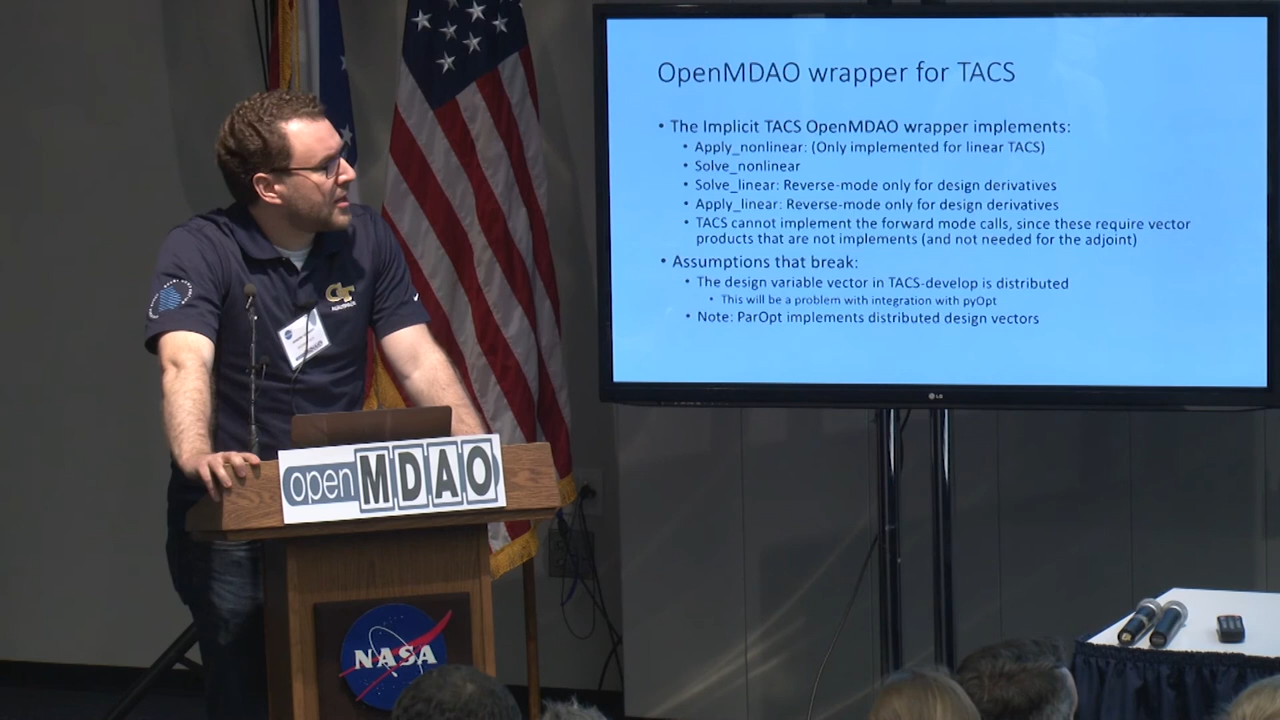 OpenMDAO wrapper for TACS
• The Implicit TACS OpenMDAO wrapper implements:
• Apply_nonlinear: (Only implemented for linear TACS)
• Solve_nonlinear
• Solve_linear: Reverse-mode only for design derivatives
• Apply_linear: Reverse-mode only for design derivatives
• TACS cannot implement the forward mode calls, since these require vector
products that are not implements (and not needed for the adjoint)
• Assumptions that break:
• The design variable vector in TACS-develop is distributed
• This will be a problem with integration with pyOpt
• Note: ParOpt implements distributed design vectors
LG
GT
openMDAO
NASA